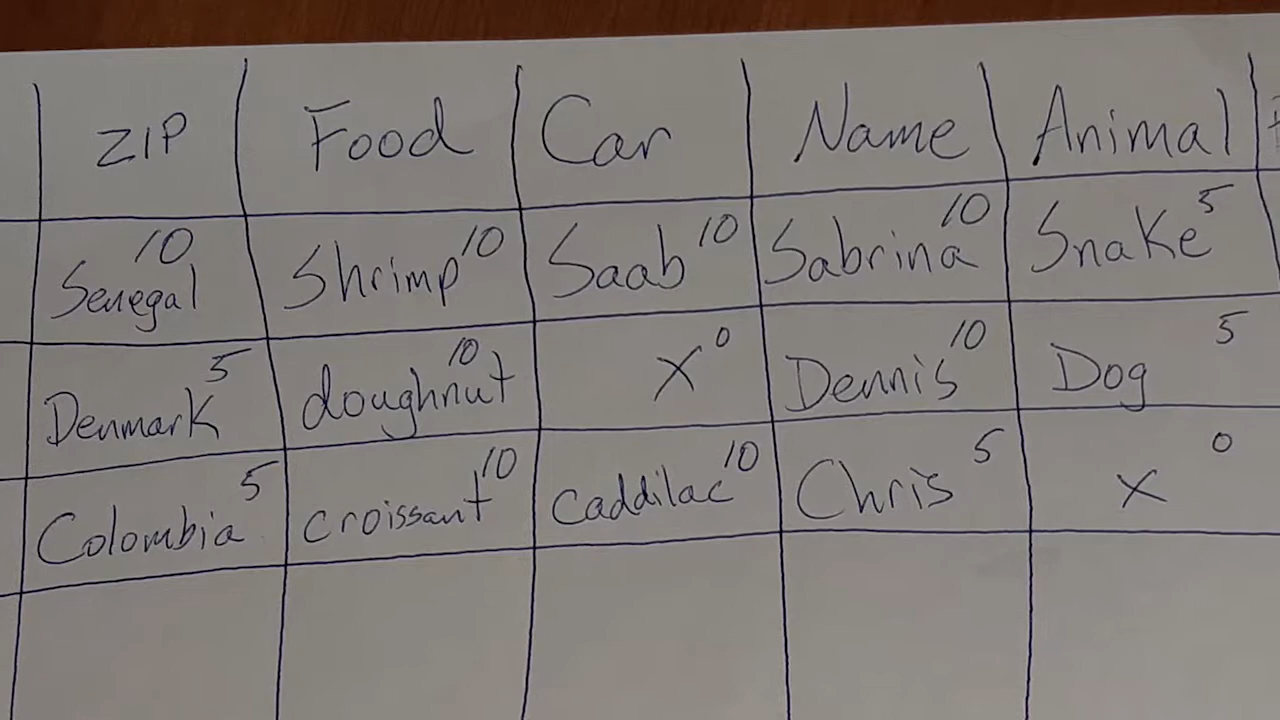 ZIP Food Car Name Animal
10 10 10 10 5
Senegal Shrimp Saab Sabrina Snake
5 10 0 10 5
Denmark doughnut X Dennis Dog
5 10 10 5 0
Colombia croissant Caddilac Chris X